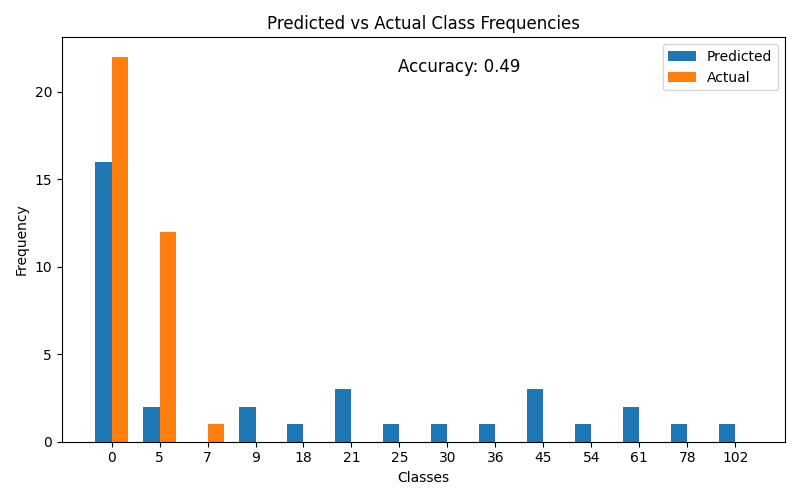 Predicted vs Actual Class Frequencies
Accuracy: 0.49
Predicted
Actual
Frequency
20
15
10
5
0
0 5 7 9 18 21 25 30 36 45 54 61 78 102
Classes